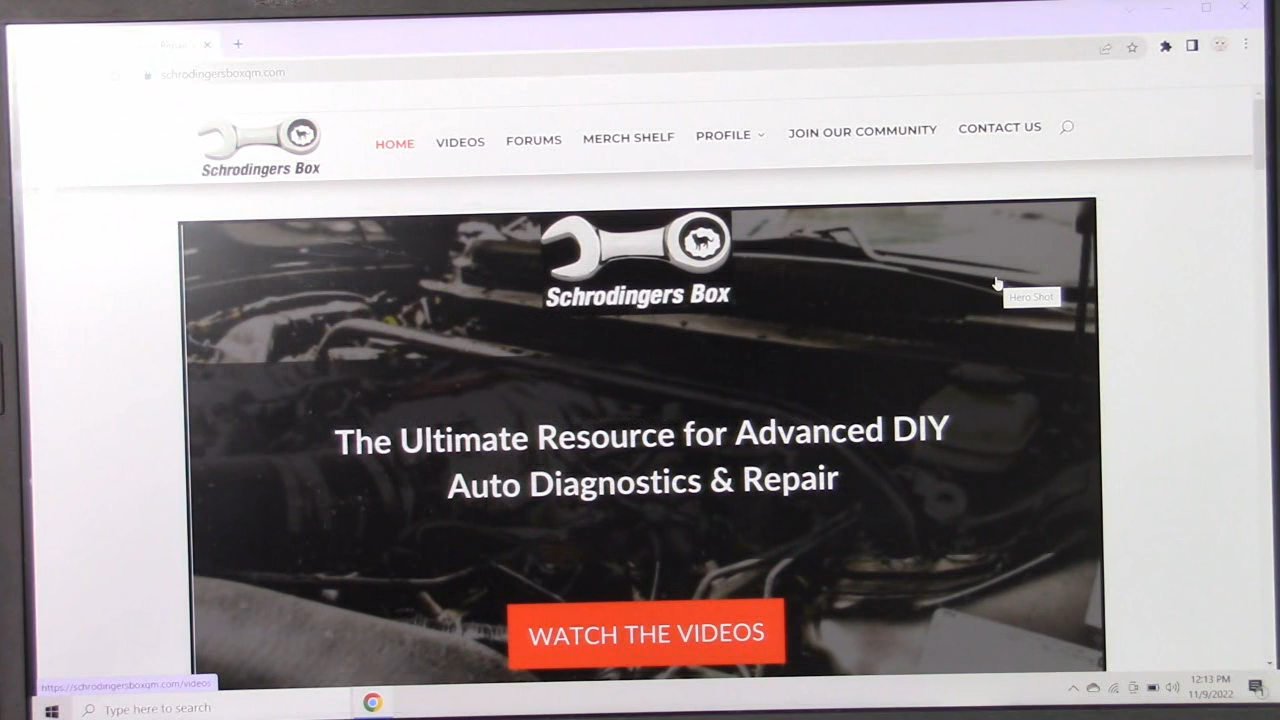 Repair
schrodingersboxqm.com
Schrodingers Box
HOME VIDEOS FORUMS MERCH SHELF PROFILE JOIN OUR COMMUNITY CONTACT US
Schrodingers Box
Hero Shot
The Ultimate Resource for Advanced DIY
Auto Diagnostics & Repair
WATCH THE VIDEOS
https://schrodingersboxqm.com/videos
Type here to search
12:13 PM
11/9/2022